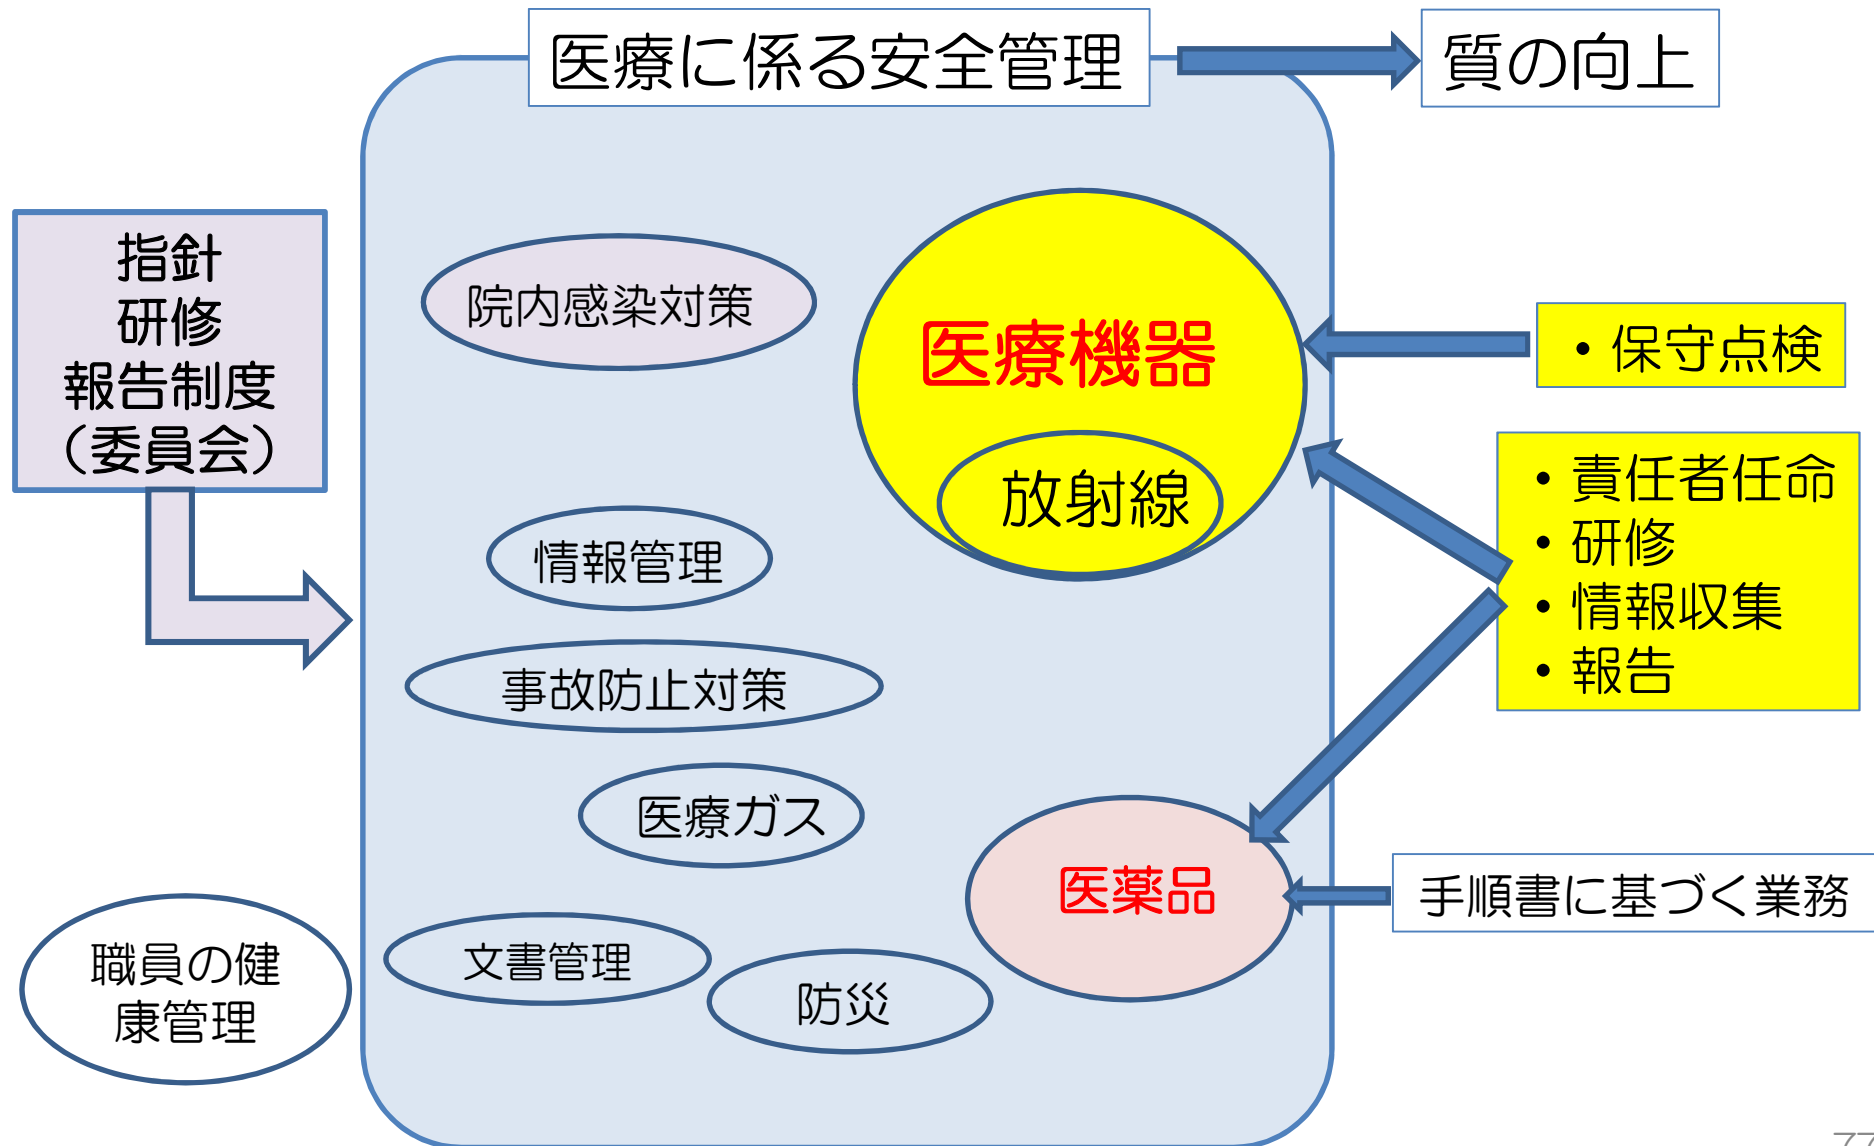 医療に係る安全管理
質の向上
指針
研修
報告制度
（委員会）
院内感染対策
医療機器
放射線
・保守点検
・責任者任命
・研修
・情報収集
・報告
情報管理
事故防止対策
医療ガス
医薬品
手順書に基づく業務
文書管理
防災
職員の健
康管理
77